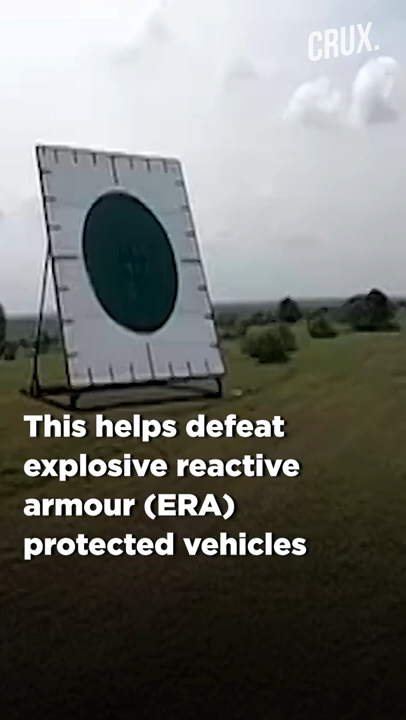 CRUX.
This helps defeat
explosive reactive
armour (ERA)
protected vehicles